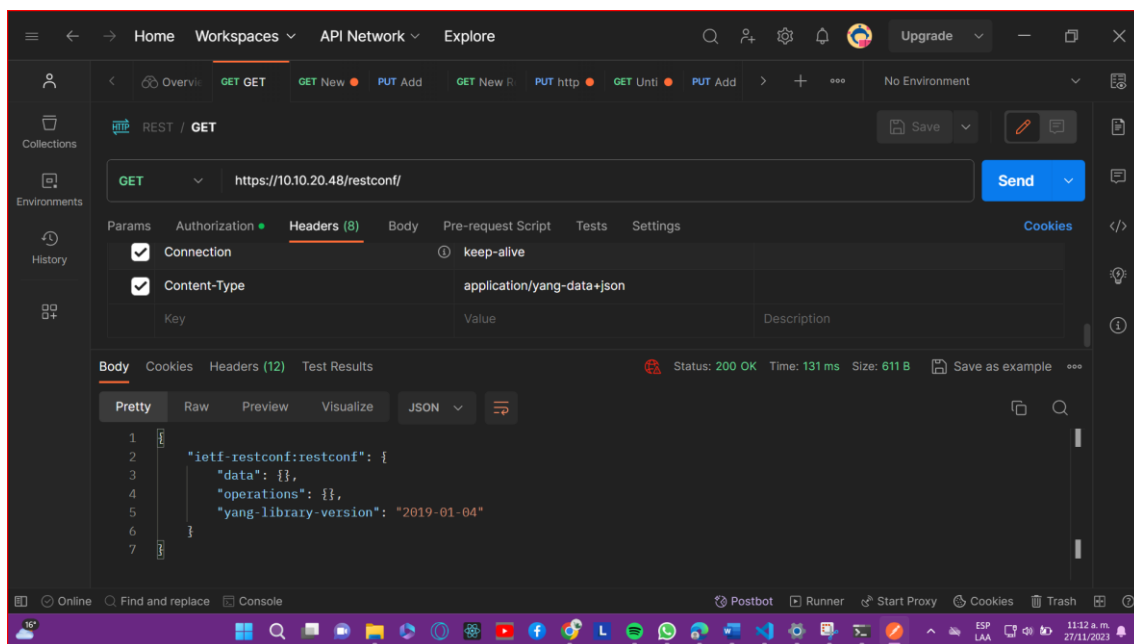 Home Workspaces API Network Explore Upgrade
Overvie GET GET GET New PUT Add GET New R PUT http GET Unti PUT Add No Environment
HTTP REST / GET Save
Collections
GET https://10.10.20.48/restconf/ Send
Environments
Params Authorization Headers (8) Body Pre-request Script Tests Settings Cookies
Connection keep-alive
History
Content-Type application/yang-data+json
Key Value Description
Body Cookies Headers (12) Test Results Status: 200 OK Time: 131 ms Size: 611 B Save as example
Pretty Raw Preview Visualize JSON
1 {
2 "ietf-restconf:restconf": {
3 "data": {},
4 "operations": {},
5 "yang-library-version": "2019-01-04"
6 }
7 }
Online Find and replace Console Postbot Runner Start Proxy Cookies Trash
16° L ESP 11:12 a. m.
LAA 27/11/2023